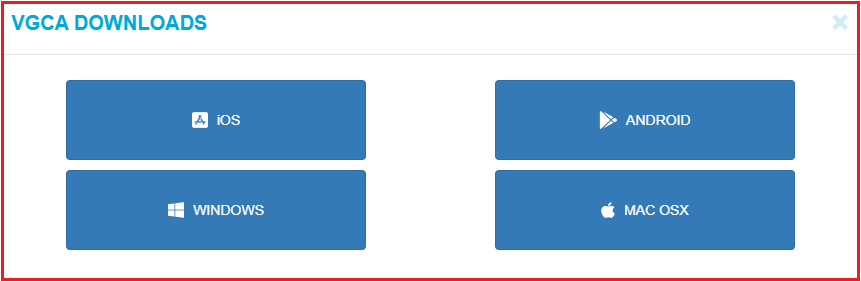 VGCA DOWNLOADS
iOS
ANDROID
WINDOWS
MAC OSX